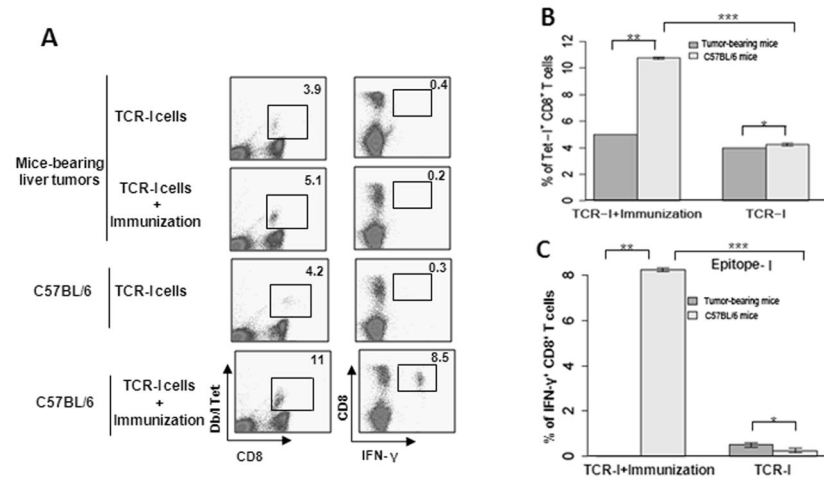 A
Mice-bearing
liver tumors
TCR-I cells
3.9
0.4
TCR-I cells
+
Immunization
5.1
0.2
C57BL/6
TCR-I cells
4.2
0.3
C57BL/6
TCR-I cells
+
Immunization
11
8.5
Db/I Tet
CD8
CD8
IFN-γ
B
% of Tet-I⁺ CD8⁺ T cells
12
10
8
6
4
2
0
**
***
*
Tumor-bearing mice
C57BL/6 mice
TCR-I+Immunization
TCR-I
C
% of IFN-γ⁺ CD8⁺ T cells
8
6
4
2
0
**
***
Epitope- I
*
Tumor-bearing mice
C57BL/6 mice
TCR-I+Immunization
TCR-I